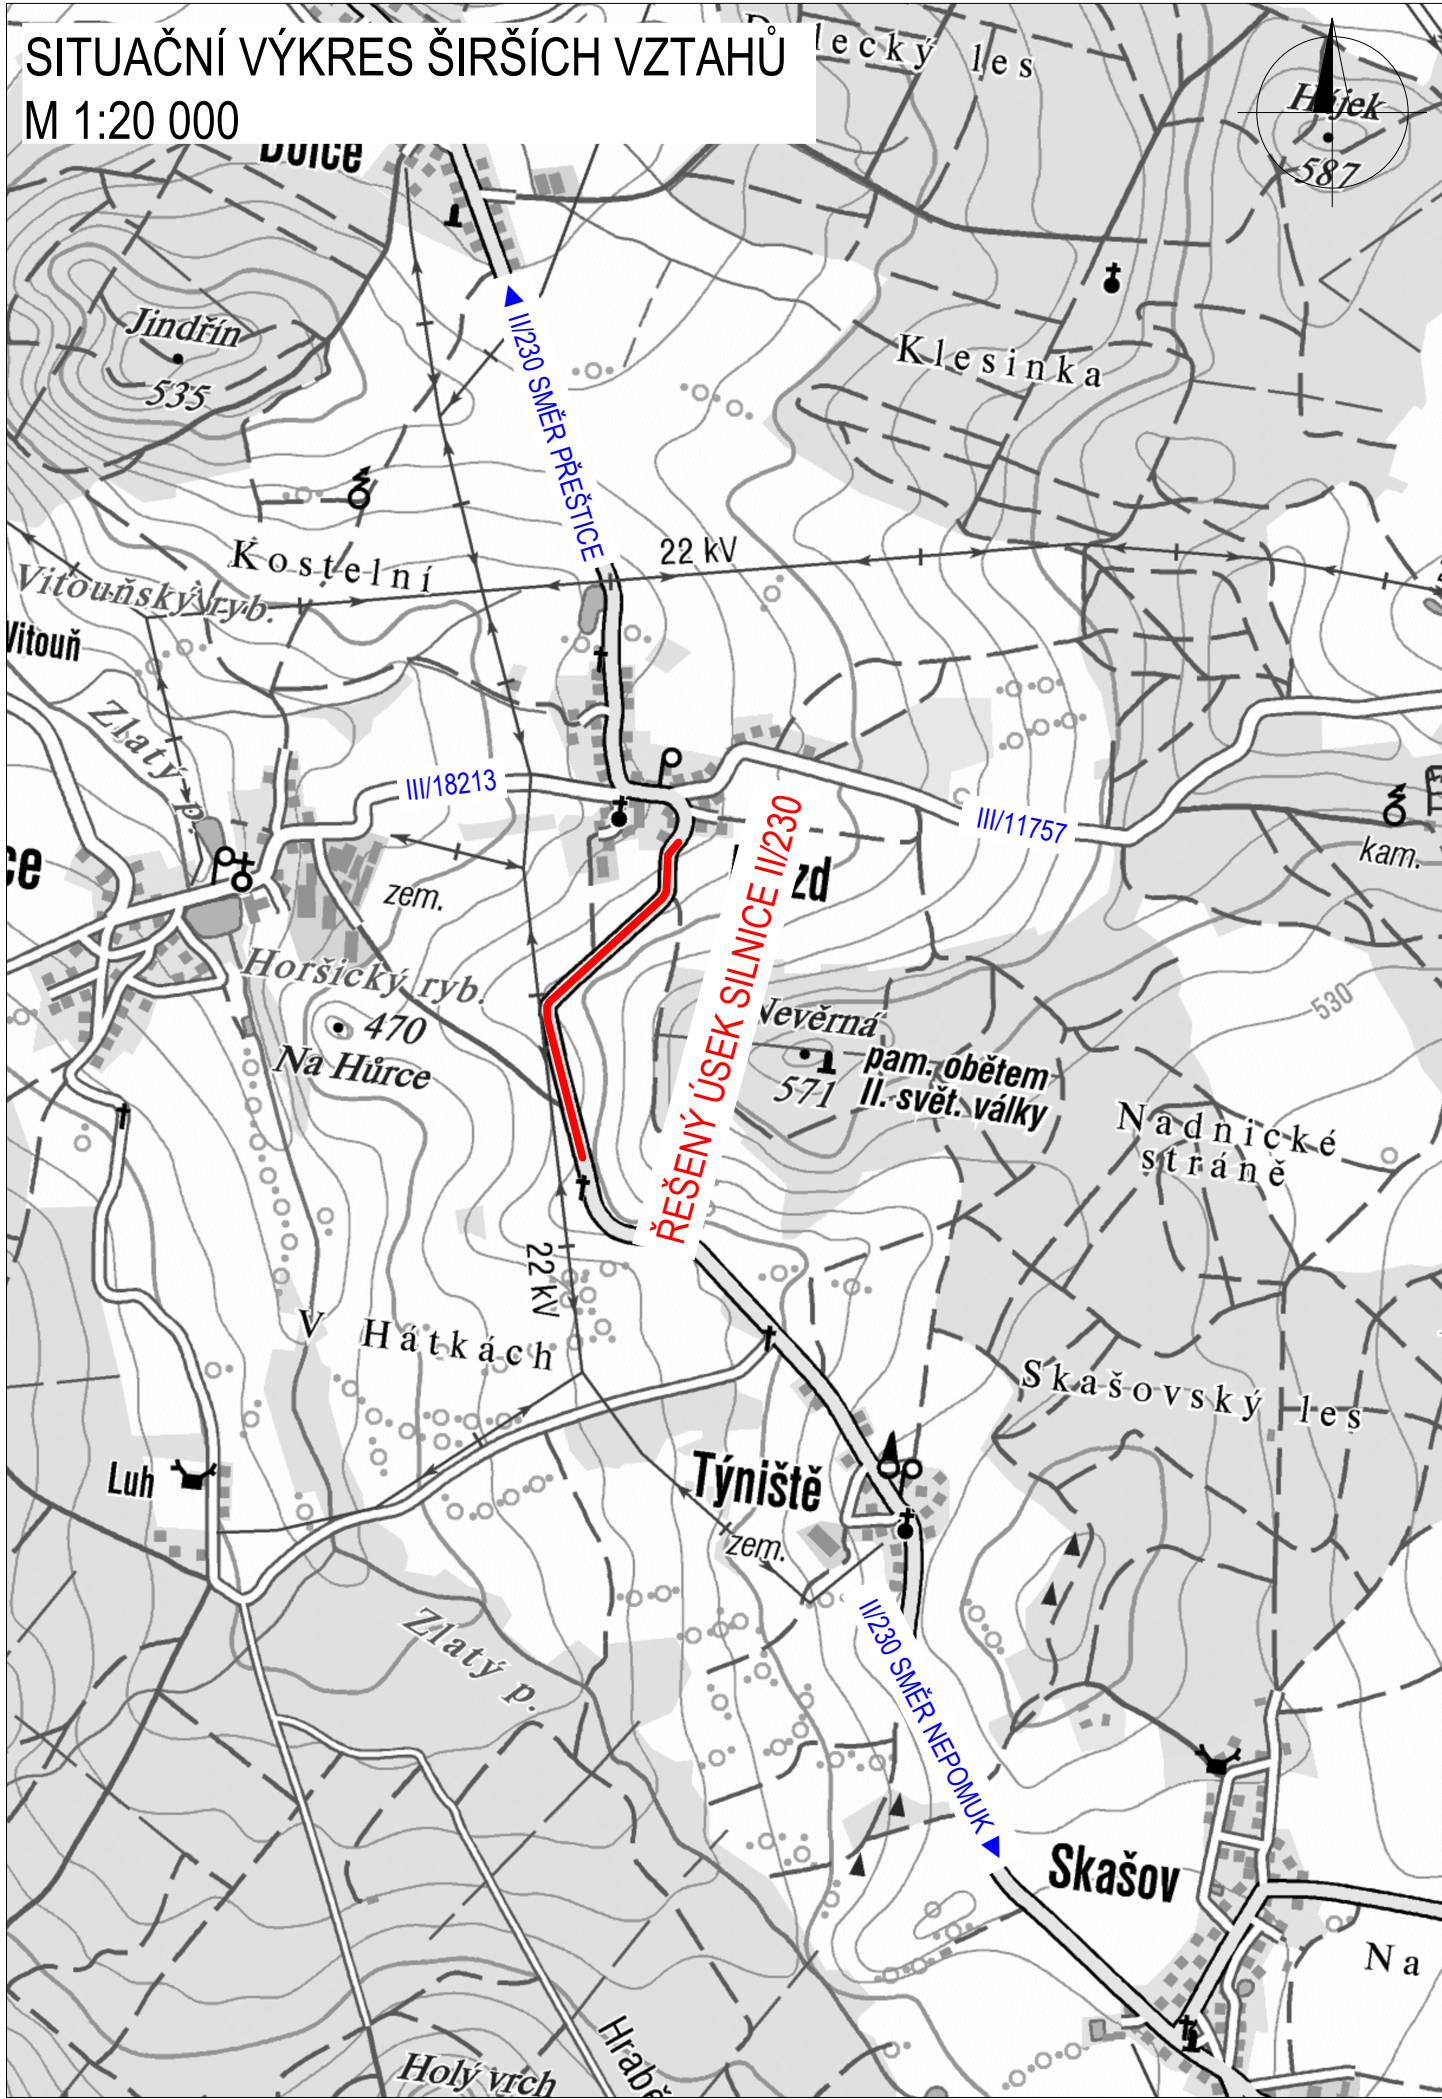 SITUAČNÍ VÝKRES ŠIRŠÍCH VZTAHŮ
M 1:20 000
les
Hájek
587
Jindřín
535
Klesinka
II/230 SMĚR PŘEŠTICE
22 kV
Kostelní
Vitouňský ryb.
Vitouň
Zlatý p.
III/18213
III/11757
kam.
zem.
ŘEŠENÝ ÚSEK SILNICE II/230
Horšický ryb.
470
Na Hůrce
530
Nevěrná
571
pam. obětem
II. svět. války
Nadnické
stráně
22 kV
V Hátkách
Skašovský les
Luh
Týniště
zem.
Zlatý p.
II/230 SMĚR NEPOMUK
Skašov
Na
Holý vrch